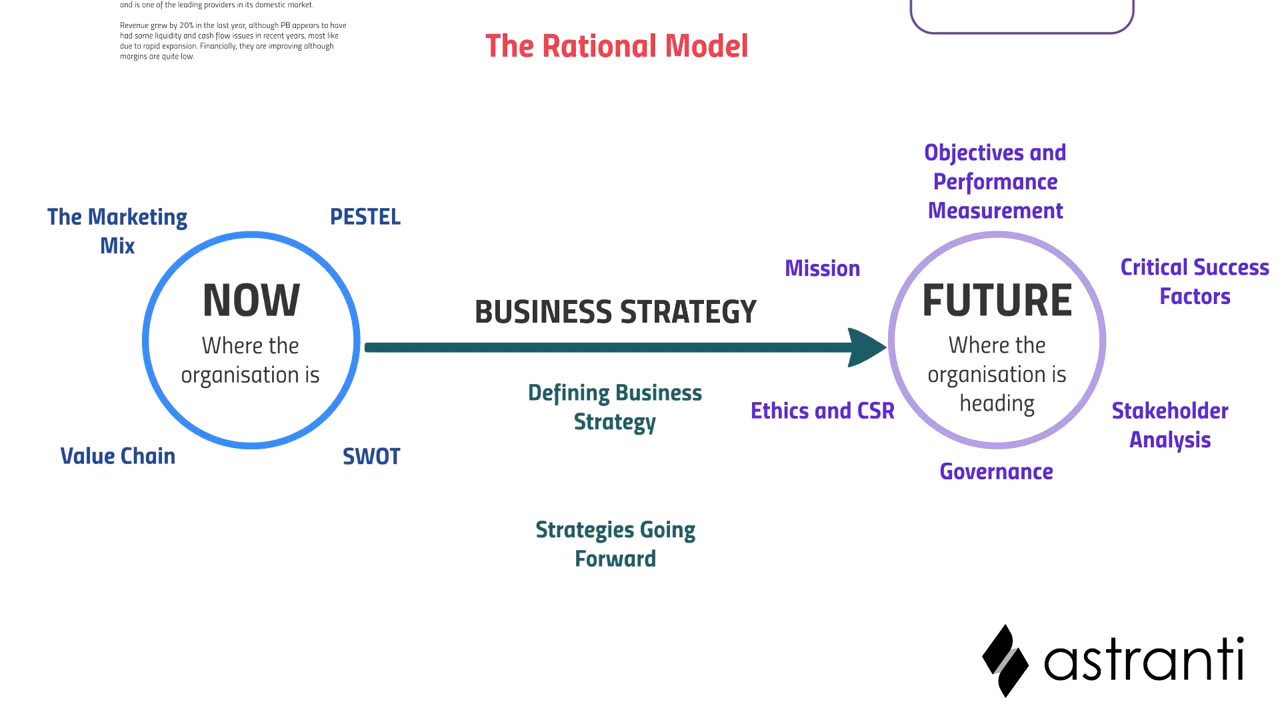 and is one of the leading providers in its domestic market.
Revenue grew by 20% in the last year, although PB appears to have
had some liquidity and cash flow issues in recent years, most like
due to rapid expansion. Financially, they are improving although
margins are quite low.
The Rational Model
The Marketing
Mix
PESTEL
NOW
Where the
organisation is
Value Chain
SWOT
BUSINESS STRATEGY
Defining Business
Strategy
Strategies Going
Forward
Objectives and
Performance
Measurement
Mission
Critical Success
Factors
FUTURE
Where the
organisation is
heading
Ethics and CSR
Stakeholder
Analysis
Governance
astranti